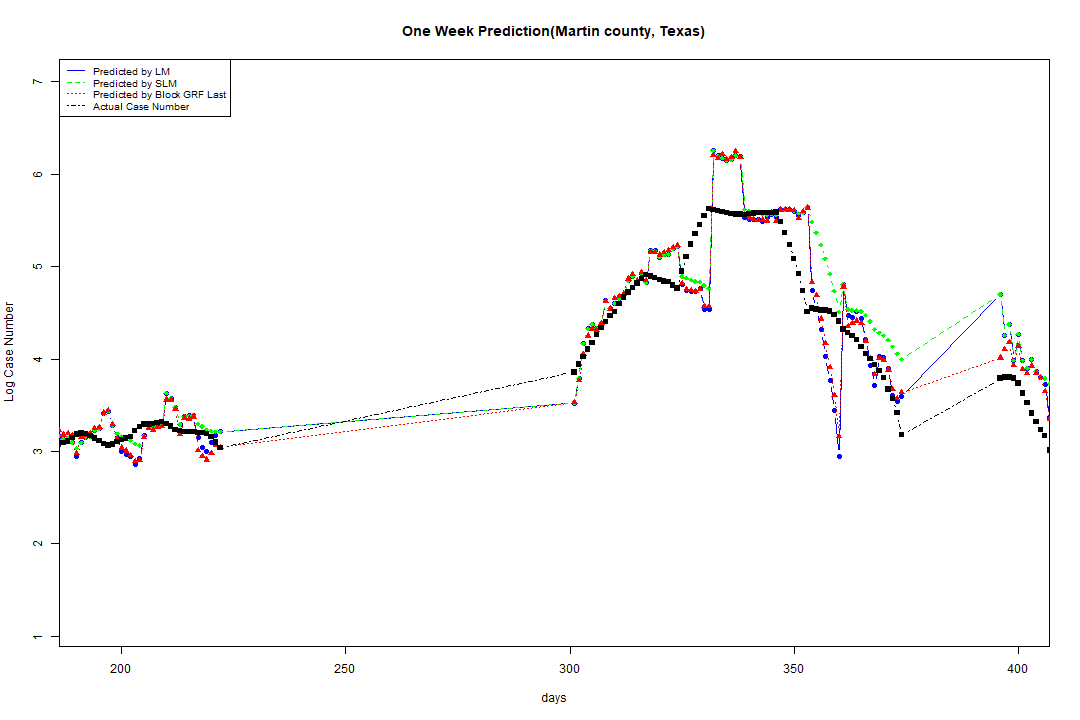 One Week Prediction(Martin county, Texas)
Predicted by LM
Predicted by SLM
Predicted by Block GRF Last
Actual Case Number
7
6
5
4
3
2
1
Log Case Number
200
250
300
350
400
days